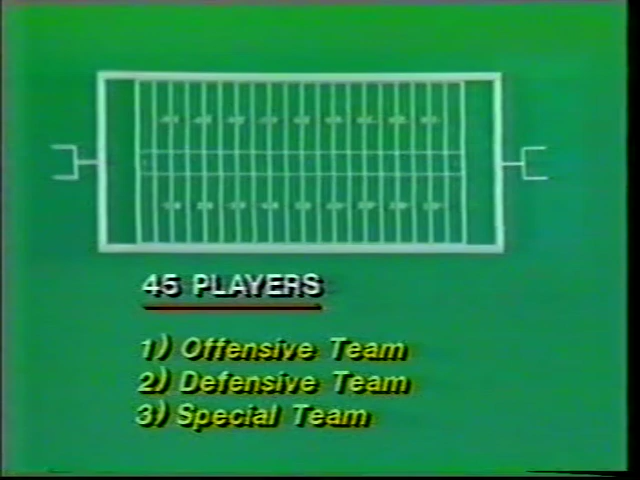 45 PLAYERS
1) Offensive Team
2) Defensive Team
3) Special Team